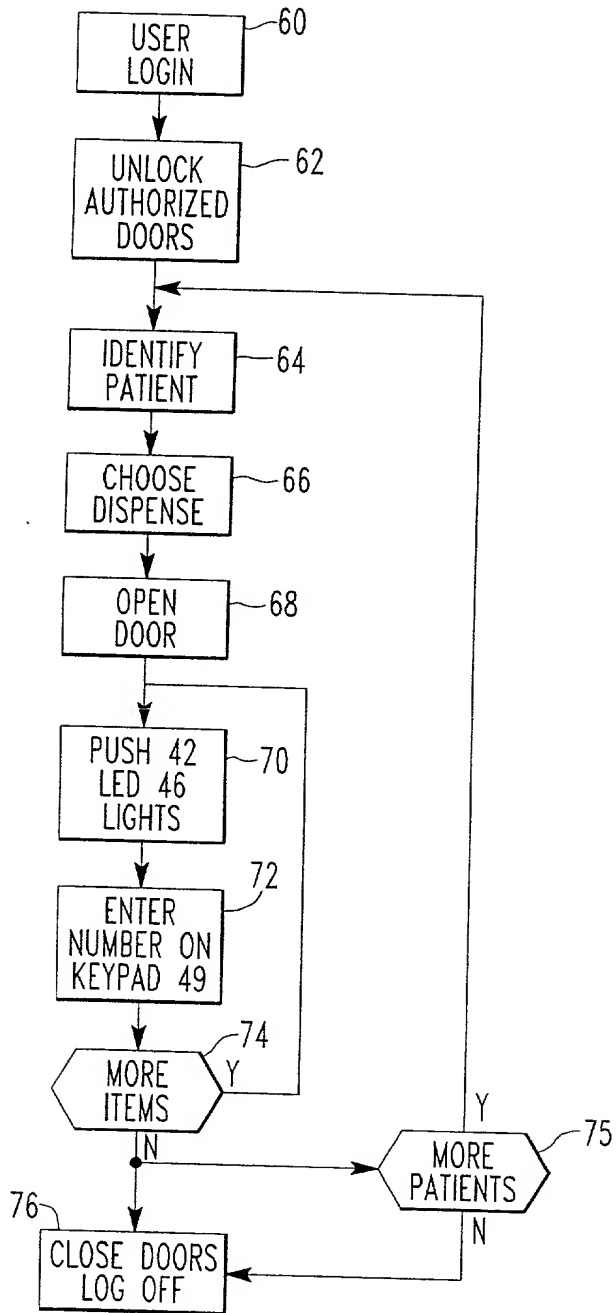 USER
LOGIN
60
UNLOCK
AUTHORIZED
DOORS
62
IDENTIFY
PATIENT
64
CHOOSE
DISPENSE
66
OPEN
DOOR
68
PUSH 42
LED 46
LIGHTS
70
ENTER
NUMBER ON
KEYPAD 49
72
MORE
ITEMS
74
Y
N
MORE
PATIENTS
75
Y
N
CLOSE DOORS
LOG OFF
76